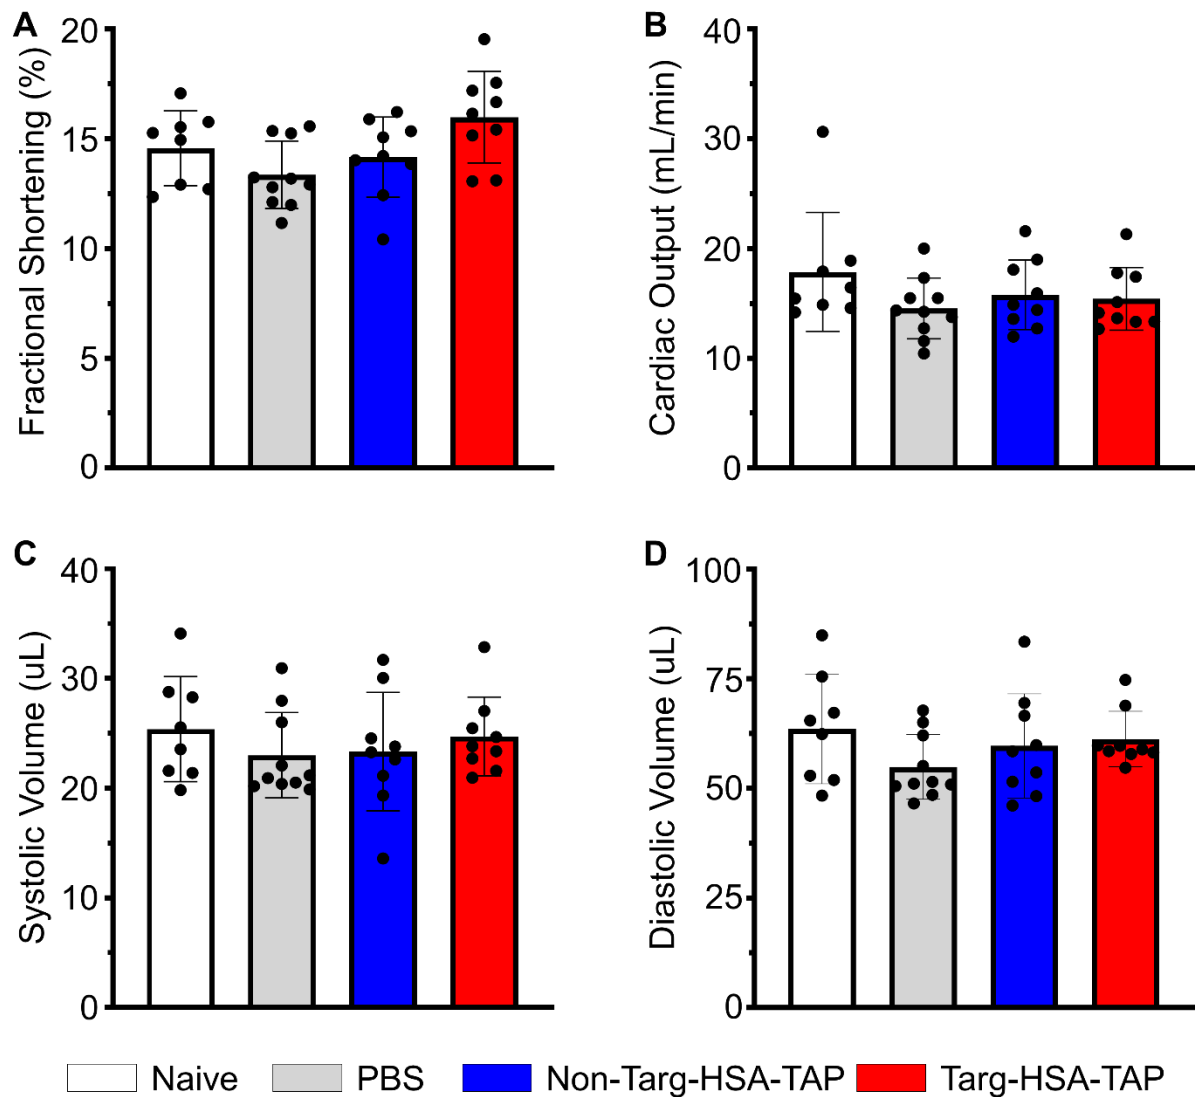 A
Fractional Shortening (%)
20
15
10
5
0
B
Cardiac Output (mL/min)
40
30
20
10
0
C
Systolic Volume (uL)
40
30
20
10
0
D
Diastolic Volume (uL)
100
75
50
25
0
Naive PBS Non-Targ-HSA-TAP Targ-HSA-TAP